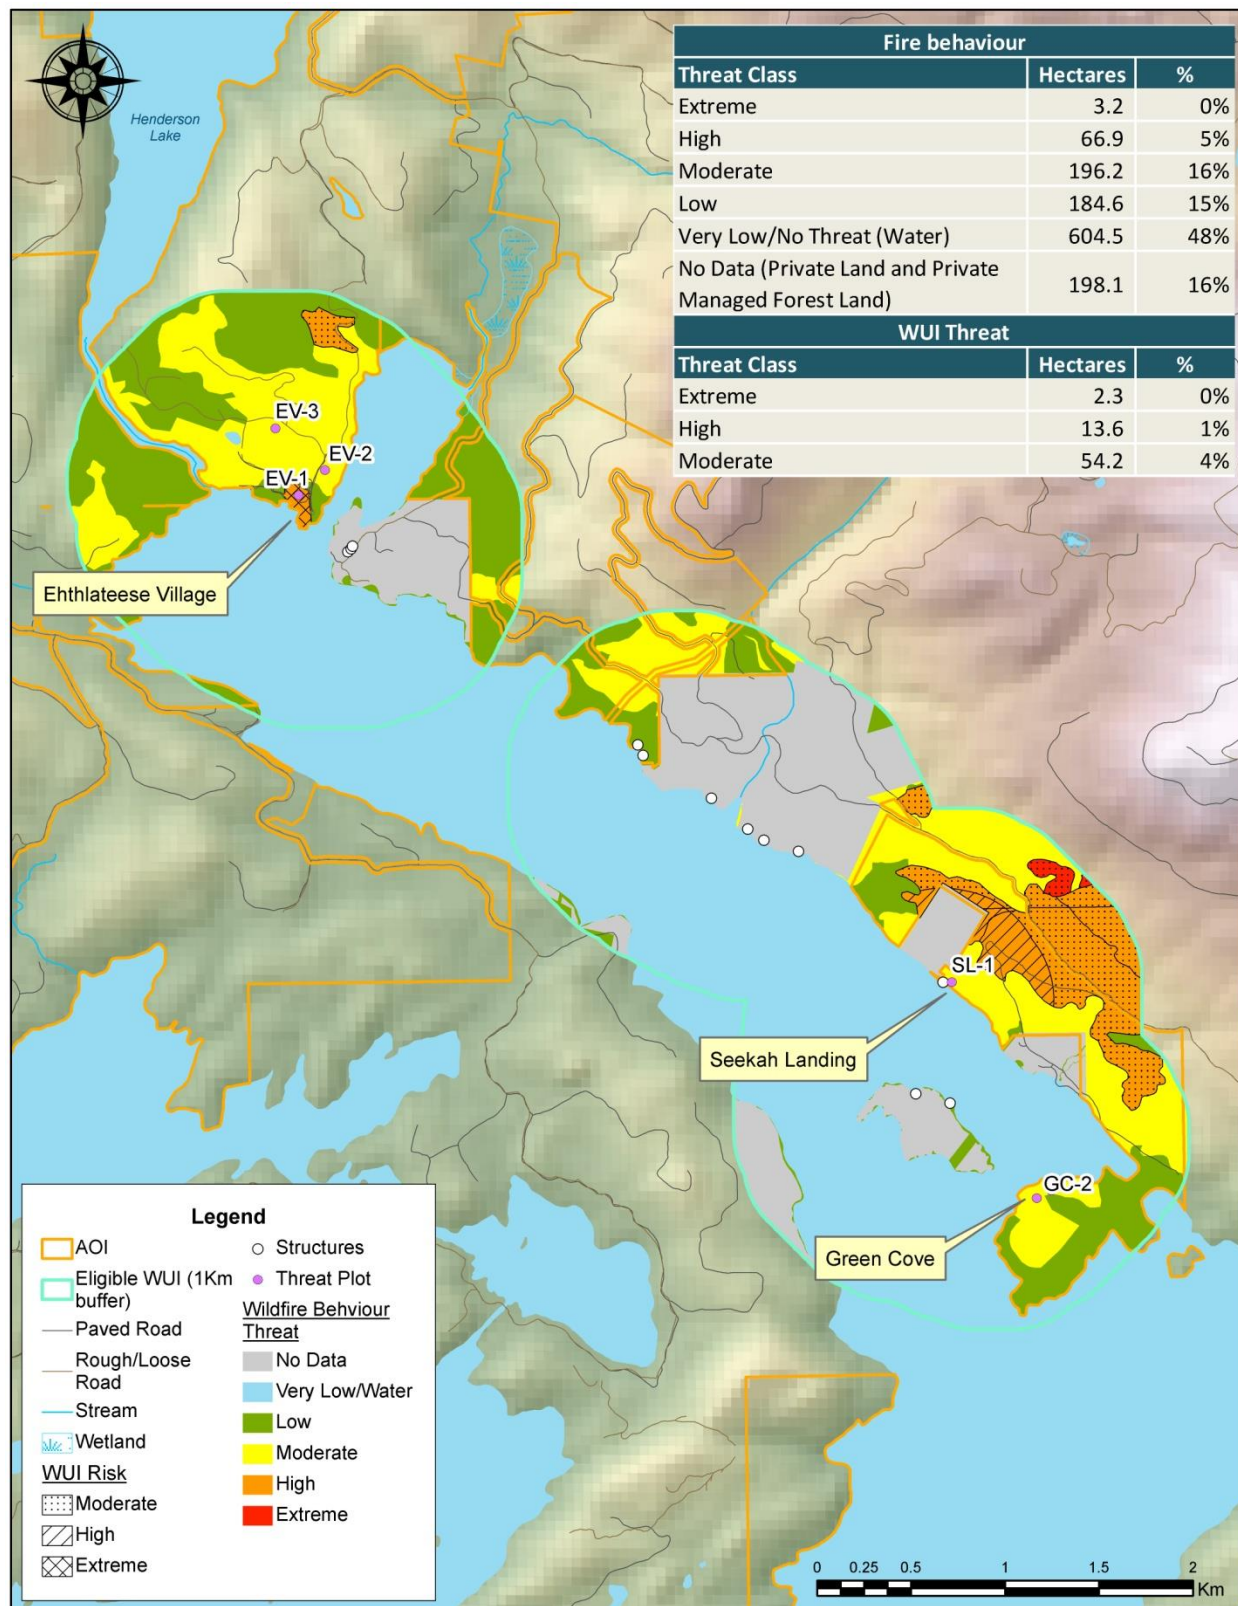 Henderson
Lake
Fire behaviour
Threat Class Hectares %
Extreme 3.2 0%
High 66.9 5%
Moderate 196.2 16%
Low 184.6 15%
Very Low/No Threat (Water) 604.5 48%
No Data (Private Land and Private
Managed Forest Land) 198.1 16%
WUI Threat
Threat Class Hectares %
Extreme 2.3 0%
High 13.6 1%
Moderate 54.2 4%
EV-3
EV-2
EV-1
Ehthlateese Village
SL-1
Seekah Landing
GC-2
Green Cove
Legend
AOI
Eligible WUI (1Km
buffer)
Paved Road
Rough/Loose
Road
Stream
Wetland
WUI Risk
Moderate
High
Extreme
Structures
Threat Plot
Wildfire Behviour
Threat
No Data
Very Low/Water
Low
Moderate
High
Extreme
0 0.25 0.5 1 1.5 2
Km